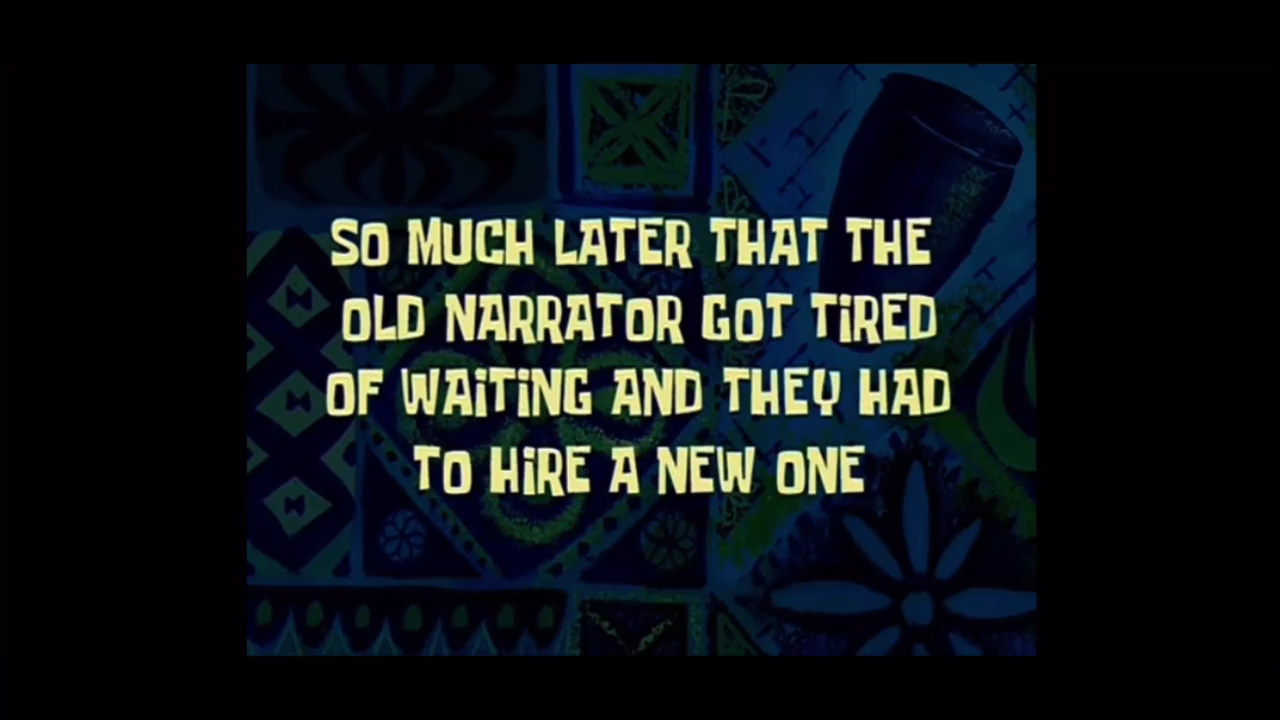 SO MUCH LATER THAT THE
OLD NARRATOR GOT TiRED
OF WAiTiNG AND THEY HAD
TO HiRE A NEW ONE